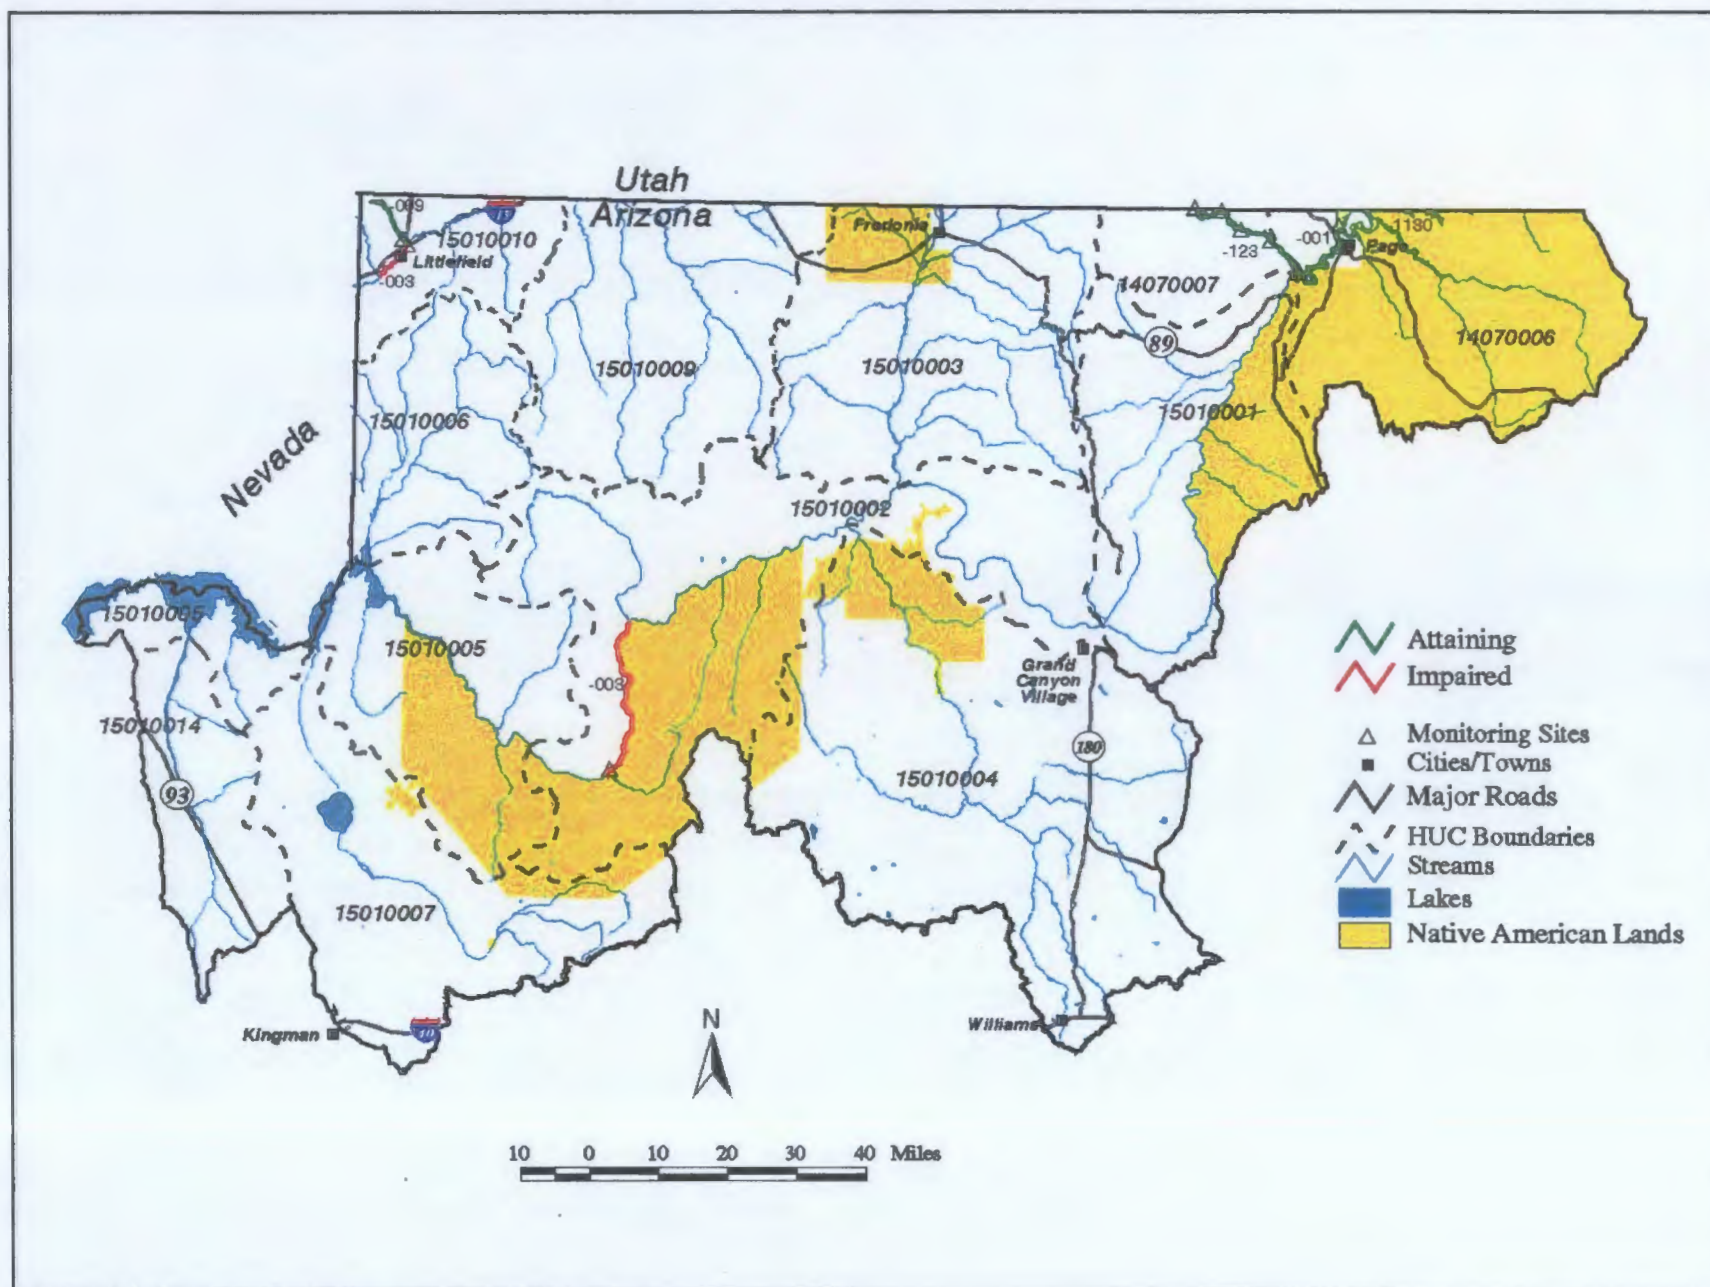 Utah
Arizona
Nevada
-009
15010010
Littlefield
-003
Fredonia
-001
1180
Page
-123
14070007
89
14070006
15010009
15010003
15010006
15010001
15010002
15010005
15010005
-003
Grand
Canyon
Village
15010014
93
180
15010004
15010007
Kingman
Williams
N
10 0 10 20 30 40 Miles
Attaining
Impaired
Monitoring Sites
Cities/Towns
Major Roads
HUC Boundaries
Streams
Lakes
Native American Lands